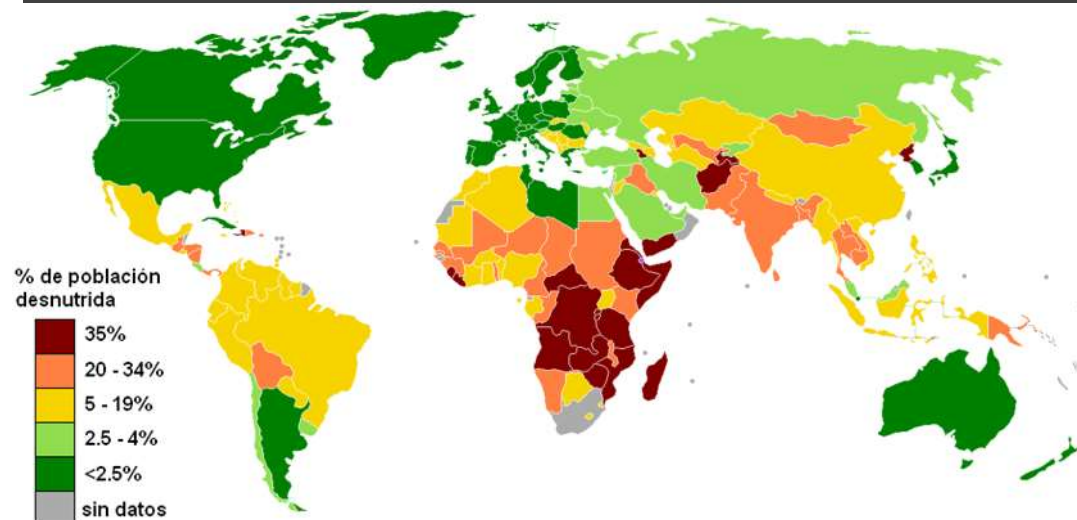 % de población
desnutrida
35%
20 - 34%
5 - 19%
2.5 - 4%
<2.5%
sin datos